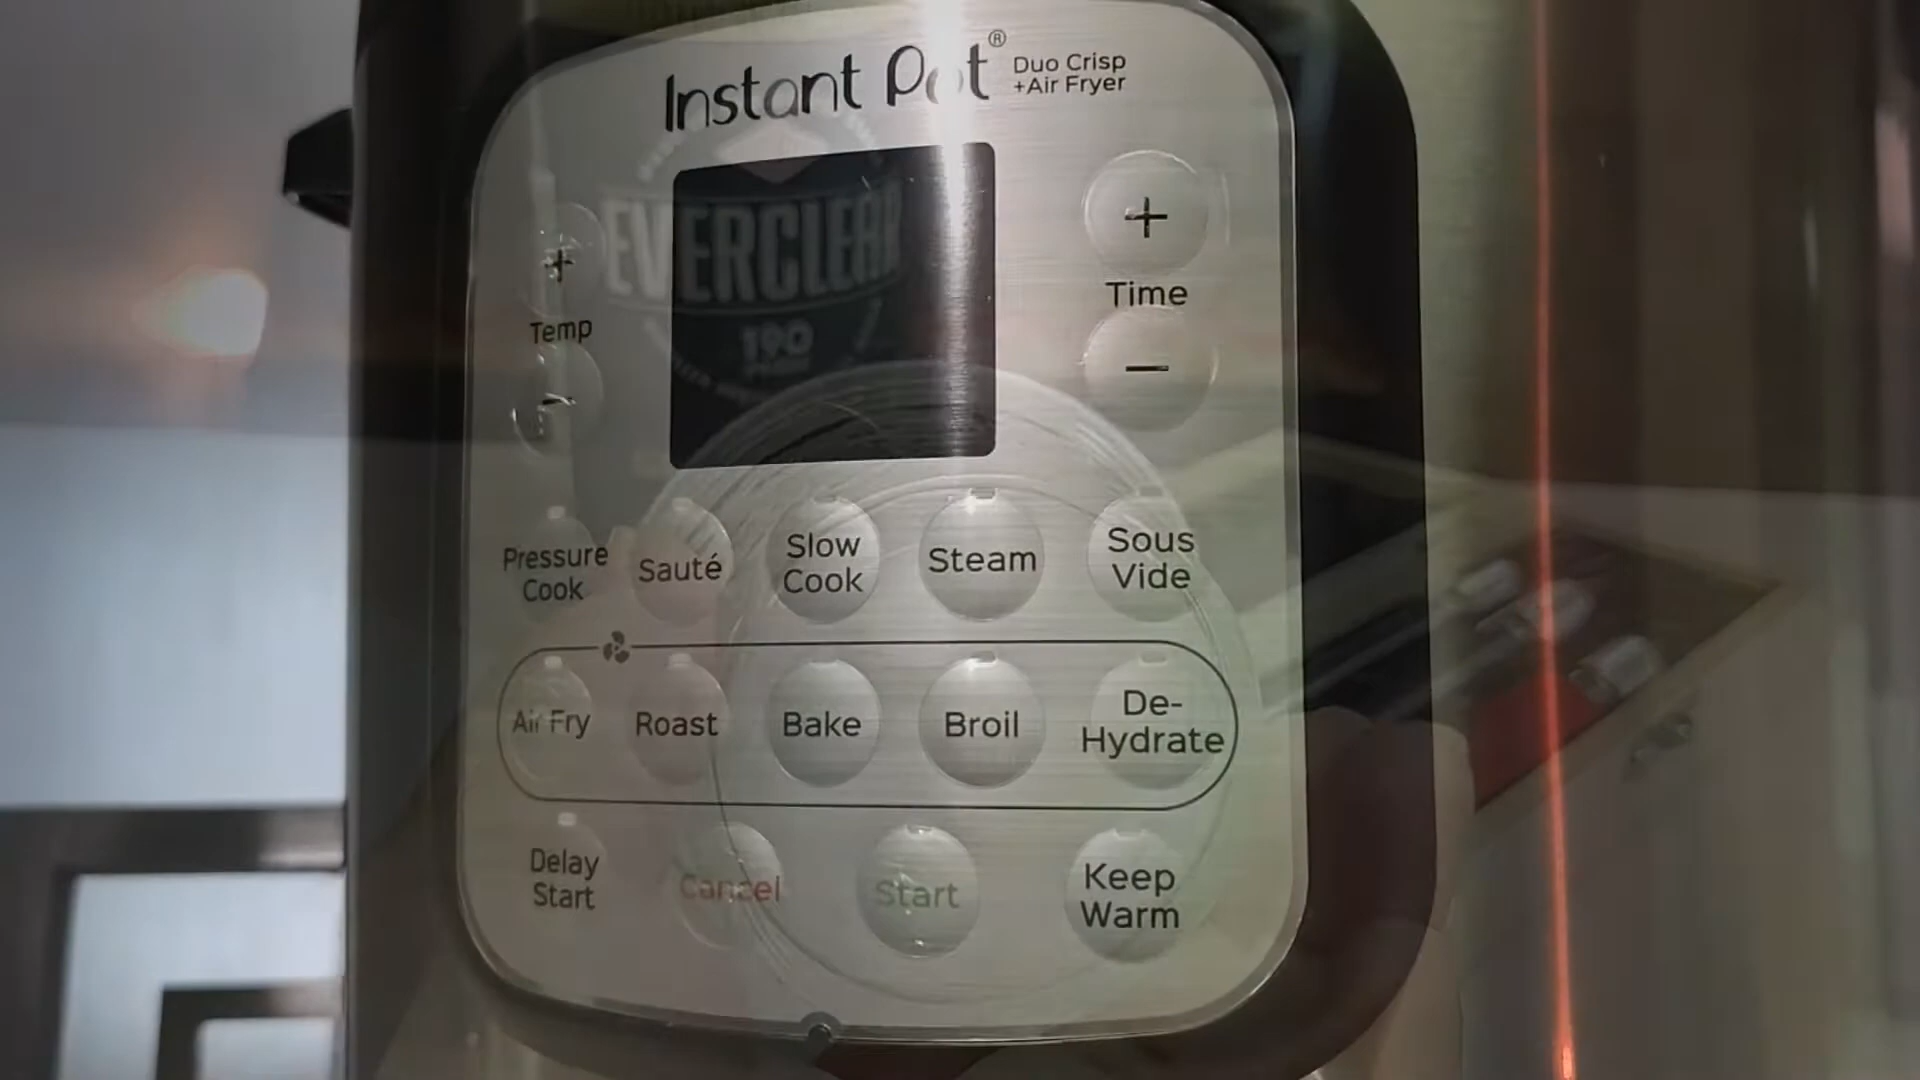 Instant Pot®
Duo Crisp
+Air Fryer
EVERCLEAR
190
+
Temp
-
+
Time
-
Pressure
Cook
Sauté
Slow
Cook
Steam
Sous
Vide
Air Fry
Roast
Bake
Broil
De-
Hydrate
Delay
Start
Cancel
Start
Keep
Warm